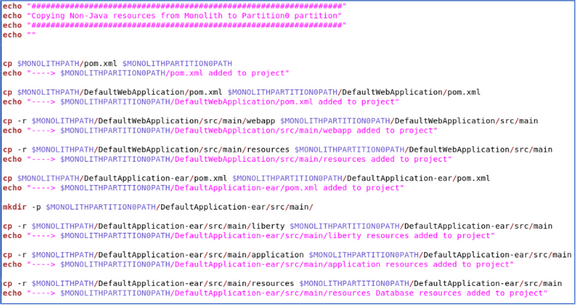 echo "################################################################"
echo "Copying Non-Java resources from Monolith to Partition0 partition"
echo "################################################################"
echo ""
cp $MONOLITHPATH/pom.xml $MONOLITHPARTITION0PATH
echo "----> $MONOLITHPARTITION0PATH/pom.xml added to project"
cp $MONOLITHPATH/DefaultWebApplication/pom.xml $MONOLITHPARTITION0PATH/DefaultWebApplication/pom.xml
echo "----> $MONOLITHPARTITION0PATH/DefaultWebApplication/pom.xml added to project"
cp -r $MONOLITHPATH/DefaultWebApplication/src/main/webapp $MONOLITHPARTITION0PATH/DefaultWebApplication/src/main
echo "----> $MONOLITHPARTITION0PATH/DefaultWebApplication/src/main/webapp added to project"
cp -r $MONOLITHPATH/DefaultWebApplication/src/main/resources $MONOLITHPARTITION0PATH/DefaultWebApplication/src/main
echo "----> $MONOLITHPARTITION0PATH/DefaultWebApplication/src/main/resources added to project"
cp $MONOLITHPATH/DefaultApplication-ear/pom.xml $MONOLITHPARTITION0PATH/DefaultApplication-ear/pom.xml
echo "----> $MONOLITHPARTITION0PATH/DefaultApplication-ear/pom.xml added to project"
mkdir -p $MONOLITHPARTITION0PATH/DefaultApplication-ear/src/main/
cp -r $MONOLITHPATH/DefaultApplication-ear/src/main/liberty $MONOLITHPARTITION0PATH/DefaultApplication-ear/src/main
echo "----> $MONOLITHPARTITION0PATH/DefaultApplication-ear/src/main/liberty resources added to project"
cp -r $MONOLITHPATH/DefaultApplication-ear/src/main/application $MONOLITHPARTITION0PATH/DefaultApplication-ear/src/main
echo "----> $MONOLITHPARTITION0PATH/DefaultApplication-ear/src/main/application resources added to project"
cp -r $MONOLITHPATH/DefaultApplication-ear/src/main/resources $MONOLITHPARTITION0PATH/DefaultApplication-ear/src/main
echo "----> $MONOLITHPARTITION0PATH/DefaultApplication-ear/src/main/resources Database resources added to project"